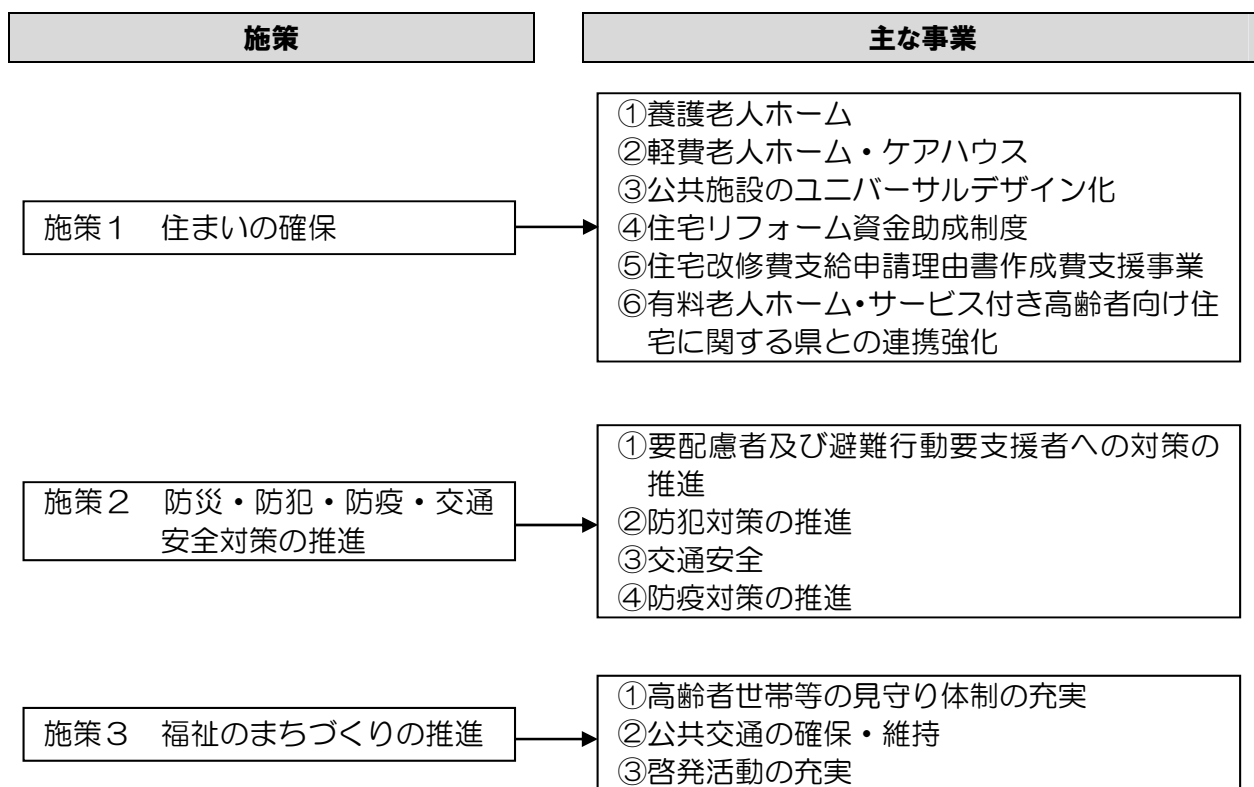 施策
主な事業
施策1　住まいの確保
①養護老人ホーム
②軽費老人ホーム・ケアハウス
③公共施設のユニバーサルデザイン化
④住宅リフォーム資金助成制度
⑤住宅改修費支給申請理由書作成費支援事業
⑥有料老人ホーム・サービス付き高齢者向け住
宅に関する県との連携強化
施策2　防災・防犯・防疫・交通
安全対策の推進
①要配慮者及び避難行動要支援者への対策の
推進
②防犯対策の推進
③交通安全
④防疫対策の推進
施策3　福祉のまちづくりの推進
①高齢者世帯等の見守り体制の充実
②公共交通の確保・維持
③啓発活動の充実